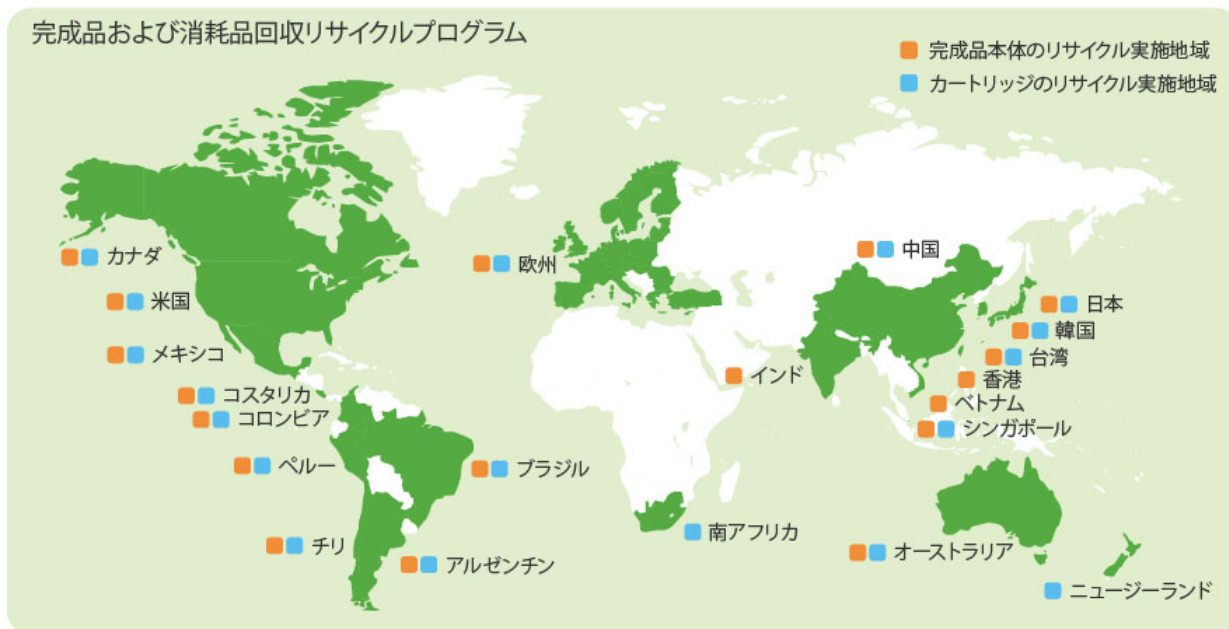 完成品および消耗品回収リサイクルプログラム
完成品本体のリサイクル実施地域
カートリッジのリサイクル実施地域
カナダ
米国
メキシコ
コスタリカ
コロンビア
ペルー
チリ
アルゼンチン
ブラジル
欧州
南アフリカ
インド
中国
日本
韓国
台湾
香港
ベトナム
シンガポール
オーストラリア
ニュージーランド